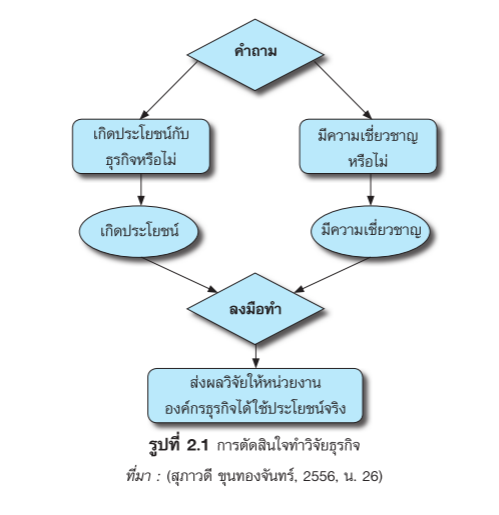 คำถาม
เกิดประโยชน์กับ
ธุรกิจหรือไม่
มีความเชี่ยวชาญ
หรือไม่
เกิดประโยชน์
มีความเชี่ยวชาญ
ลงมือทำ
ส่งผลวิจัยให้หน่วยงาน
องค์กรธุรกิจได้ใช้ประโยชน์จริง
รูปที่ 2.1 การตัดสินใจทำวิจัยธุรกิจ
ที่มา : (สุภาวดี ขุนทองจันทร์, 2556, น. 26)